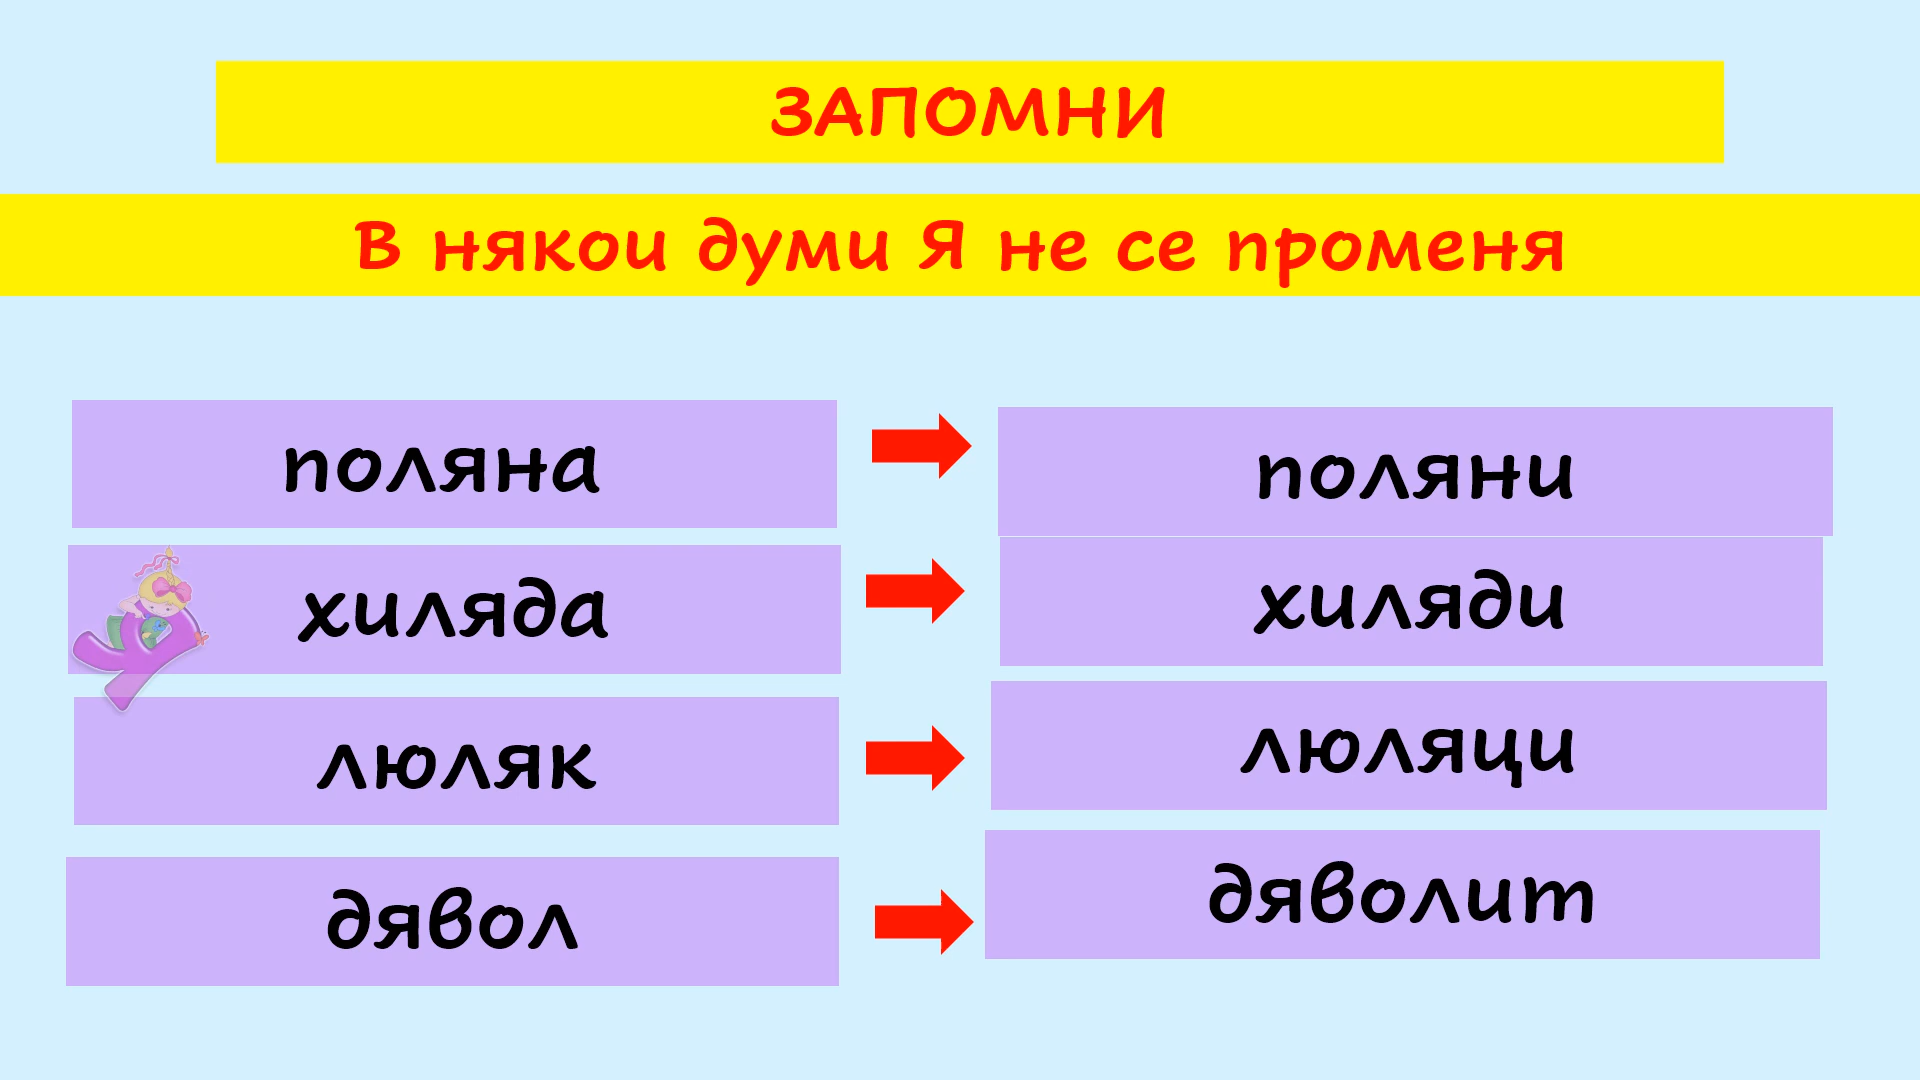 ЗАПОМНИ
В някои думи Я не се променя
поляна
поляни
хиляда
хиляди
люляк
люляци
дявол
дяволит